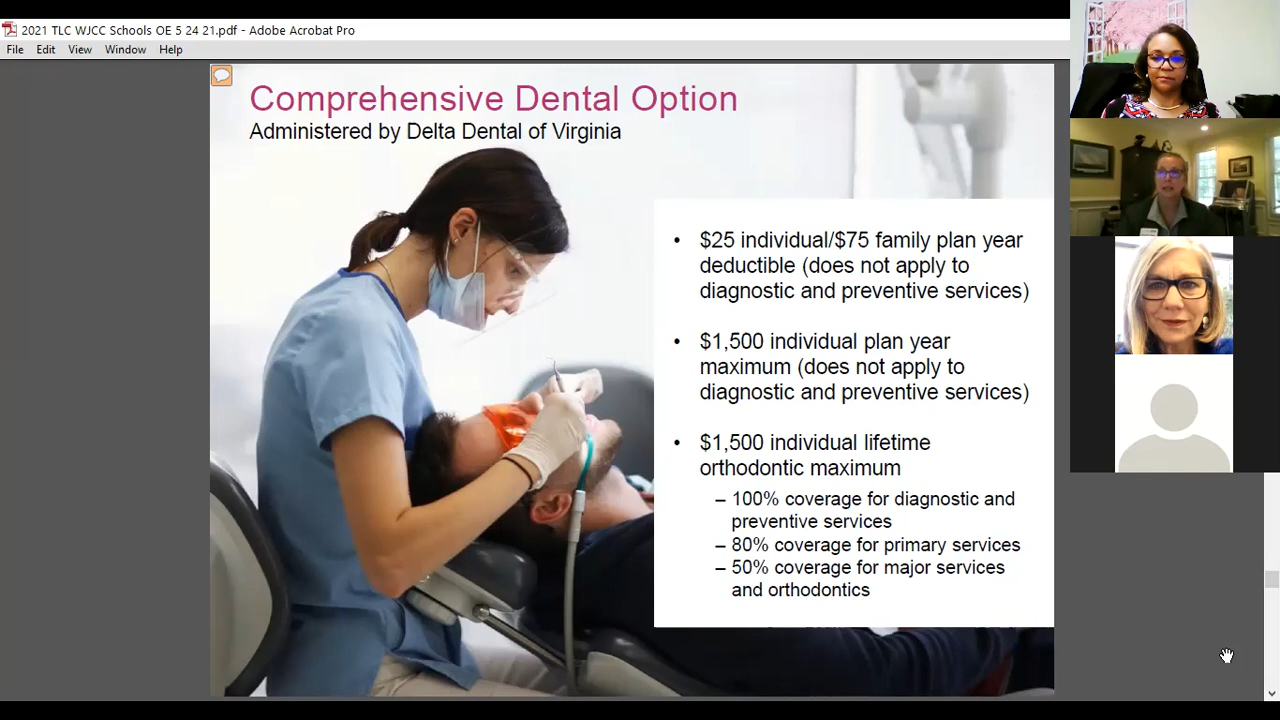 2021 TLC WJCC Schools OE 5 24 21.pdf - Adobe Acrobat Pro
File Edit View Window Help
Comprehensive Dental Option
Administered by Delta Dental of Virginia
• $25 individual/$75 family plan year
deductible (does not apply to
diagnostic and preventive services)
• $1,500 individual plan year
maximum (does not apply to
diagnostic and preventive services)
• $1,500 individual lifetime
orthodontic maximum
– 100% coverage for diagnostic and
preventive services
– 80% coverage for primary services
– 50% coverage for major services
and orthodontics